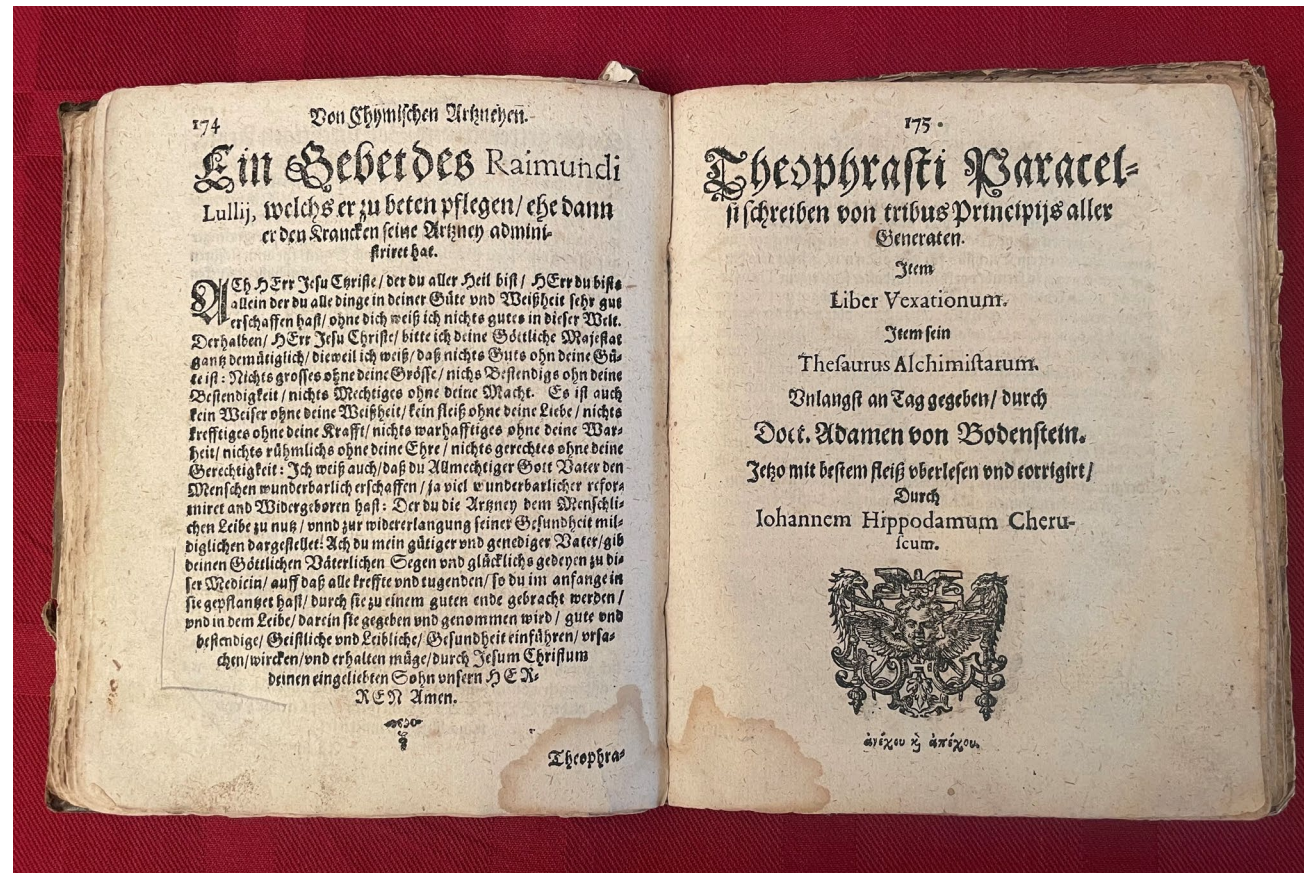 174 Von Chymischen Artzneyen.
Ein Gebet des Raimundi
Lullij, welchs er zu beten pflegen/ ehe dann
er den Krancken seine Artzney admini-
striret hat.
ACh HErr Jesu Christe/ der du aller Heil bist/ HErr du bists
allein der du alle dinge in deiner Güte vnd Weißheit sehr gut
erschaffen hast/ ohne dich weiß ich nichts gutes in dieser Welt.
Derhalben/ HErr Jesu Christe/ bitte ich deine Göttliche Majestat
gantz demütiglich/ dieweil ich weiß/ daß nichts Guts ohn deine Gü-
te ist: Nichts grosses ohne deine Grösse/ nichs Bestendigs ohn deine
Bestendigkeit/ nichts Mechtiges ohne deine Macht. Es ist auch
kein Weiser ohne deine Weißheit/ kein fleiß ohne deine Liebe/ nichts
krefftiges ohne deine Krafft/ nichts warhafftiges ohne deine War-
heit/ nichts rühmlichs ohne deine Ehre/ nichts gerechtes ohne deine
Gerechtigkeit: Ich weiß auch/ daß du Allmechtiger Gott Vater den
Menschen wunderbarlich erschaffen/ ja viel wunderbarlicher refor-
miret and Widergeboren hast: Der du die Artzney dem Menschli-
chen Leibe zu nutz/ vnnd zur widererlangung seiner Gesundheit mil-
diglichen dargestellet: Ach du mein gütiger vnd genediger Vater/ gib
deinen Göttlichen Väterlichen Segen vnd glücklichs gedeyen zu di-
ser Medicin/ auff daß alle kreffte vnd tugenden/ so du im anfange in
sie gepflantzet hast/ durch sie zu einem guten ende gebracht werden/
vnd in dem Leibe/ darein sie gegeben vnd genommen wird/ gute vnd
bestendige/ Geistliche vnd Leibliche/ Gesundheit einführen/ vrsa-
chen/ wircken/ vnd erhalten müge/ durch Jesum Christum
deinen eingeliebten Sohn vnsern HER-
REN Amen.
Theophra-
175.
Theophrasti Paracel-
si schreiben von tribus Principijs aller
Generaten.
Item
Liber Vexationum.
Item sein
Thesaurus Alchimistarum.
Vnlangst an Tag gegeben/ durch
Doct. Adamen von Bodenstein.
Jetzo mit bestem fleiß vberlesen vnd corrigirt/
Durch
Iohannem Hippodamum Cheru-
scum.
ἀνέχου ϗ̀ ἀπέχου.